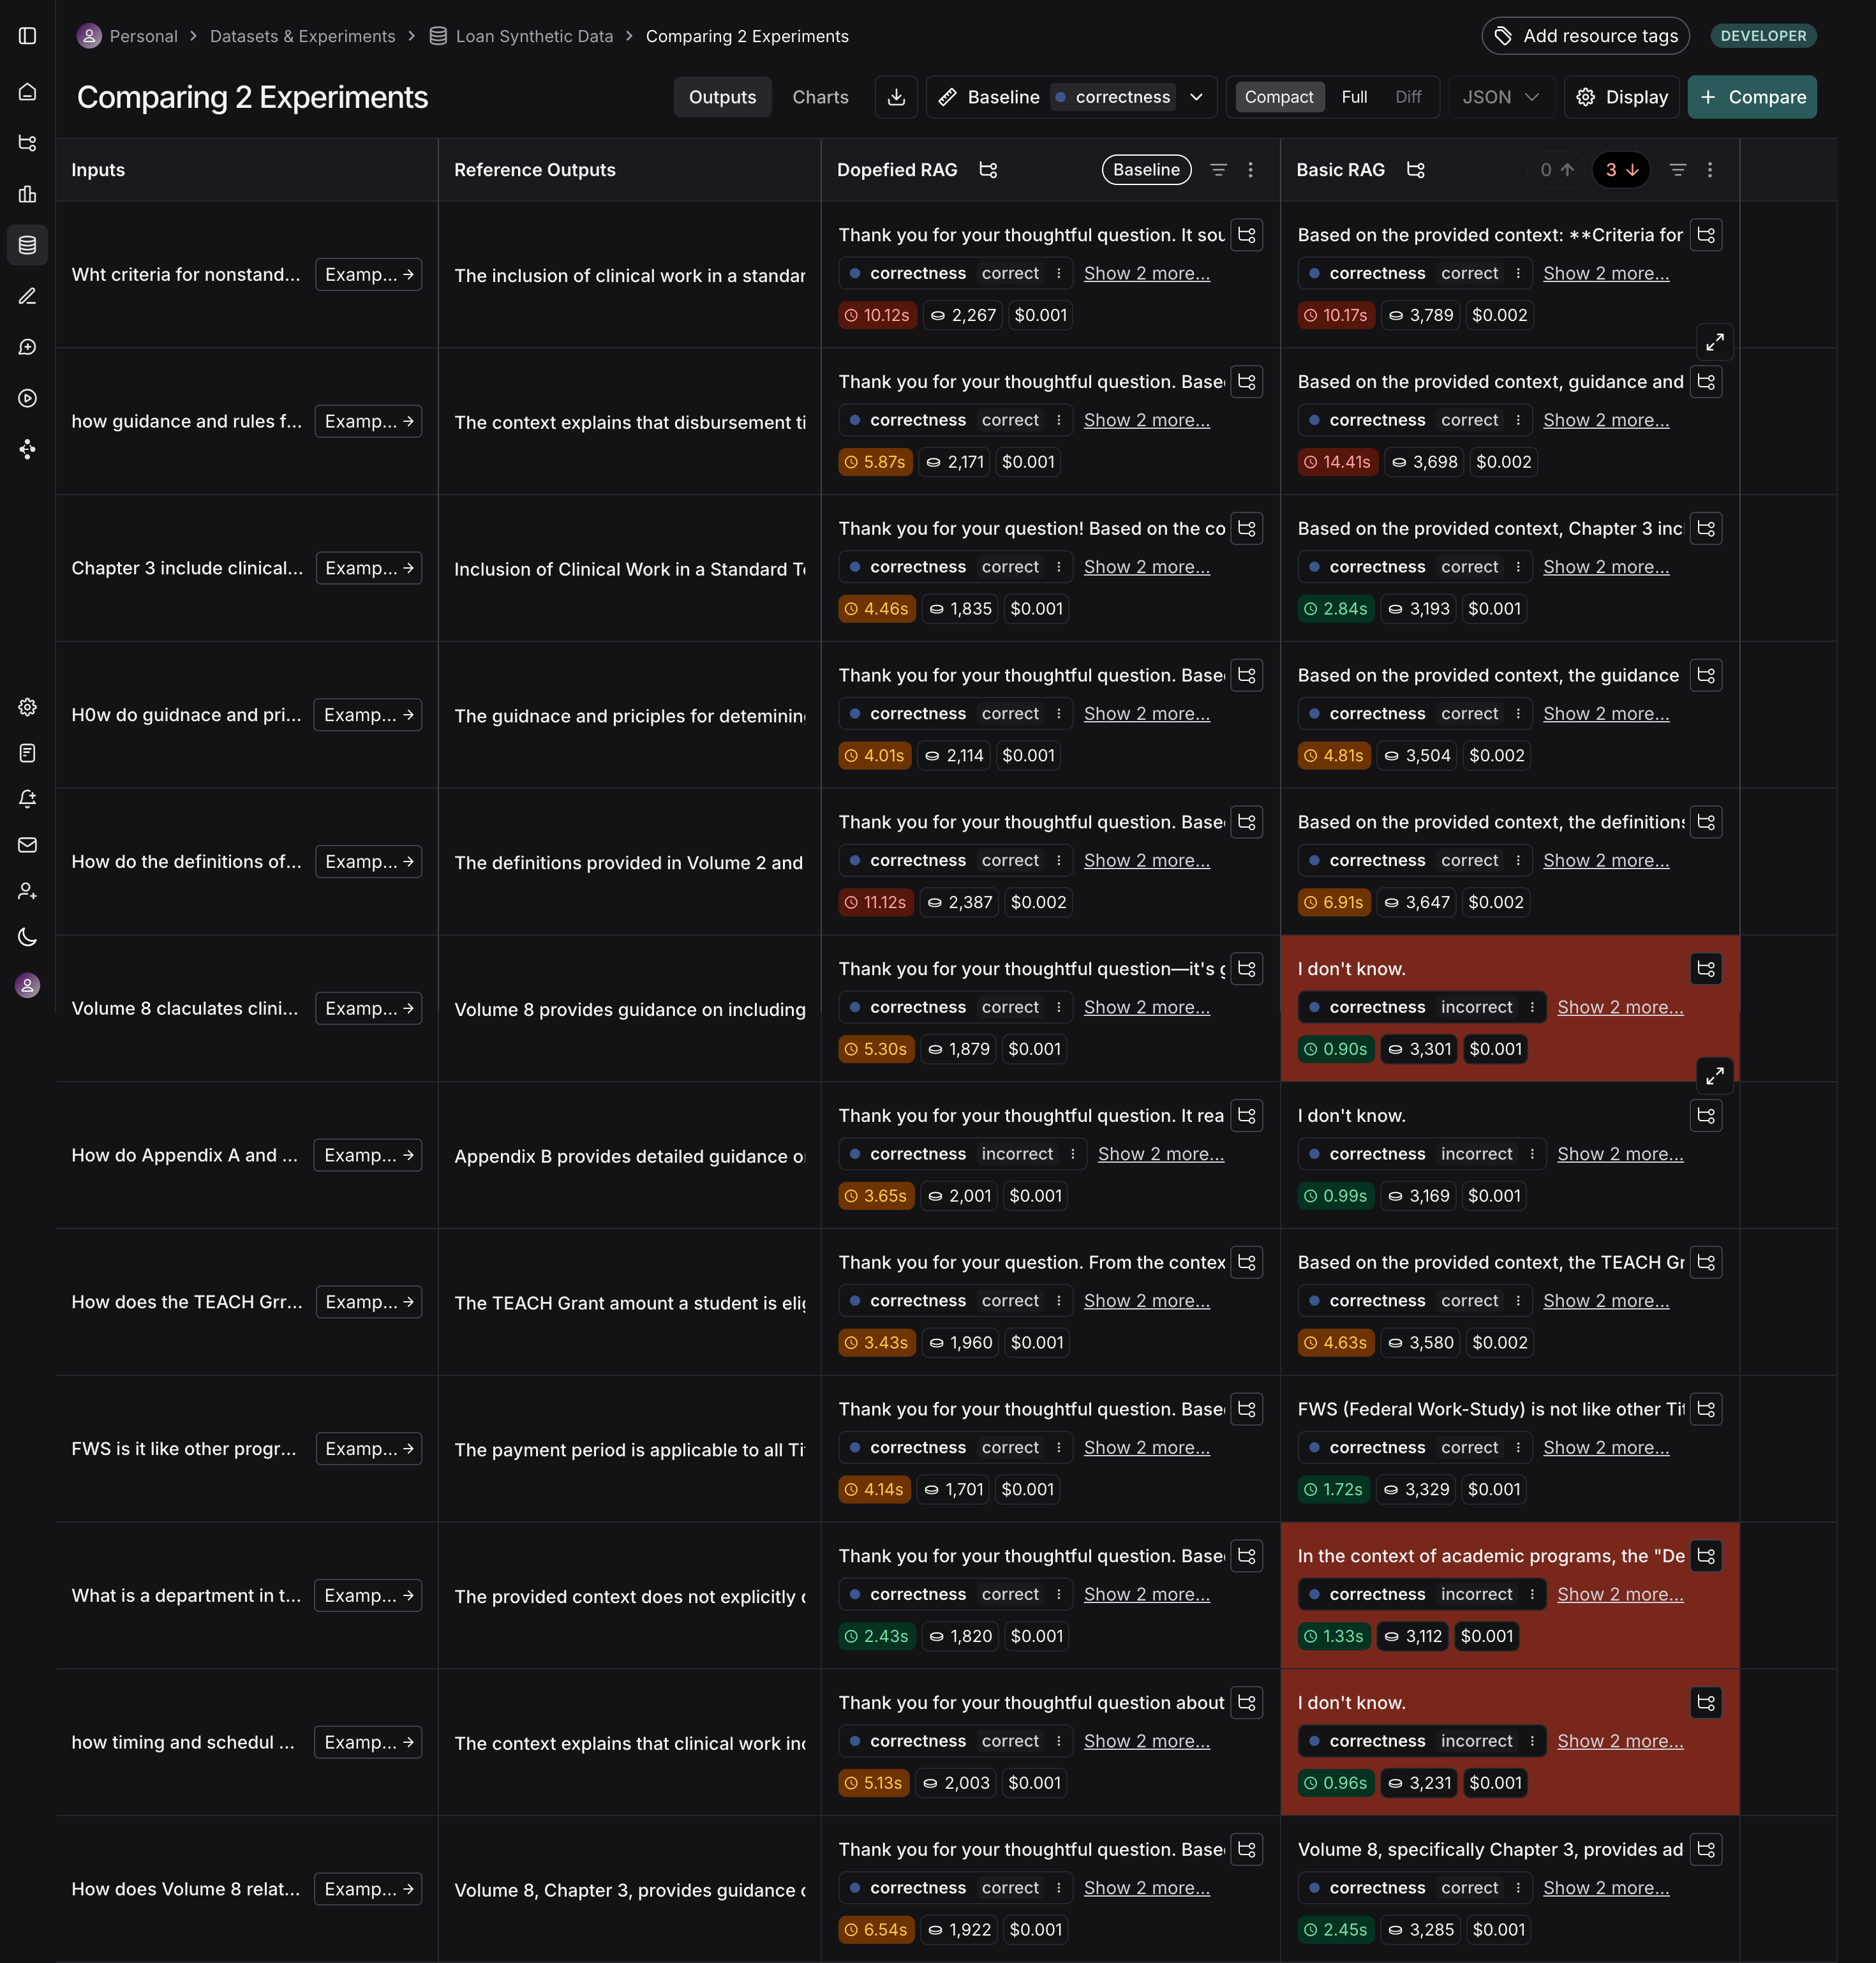 Personal > Datasets & Experiments > Loan Synthetic Data > Comparing 2 Experiments
Add resource tags
DEVELOPER
Comparing 2 Experiments
Outputs Charts Baseline correctness Compact Full Diff JSON Display + Compare
Inputs
Reference Outputs
Dopefied RAG Baseline
Basic RAG 0 ↑ 3 ↓
Wht criteria for nonstand... Examp... →
The inclusion of clinical work in a standar
Thank you for your thoughtful question. It sou
correctness correct Show 2 more...
10.12s 2,267 $0.001
Based on the provided context: **Criteria for
correctness correct Show 2 more...
10.17s 3,789 $0.002
how guidance and rules f... Examp... →
The context explains that disbursement ti
Thank you for your thoughtful question. Base
correctness correct Show 2 more...
5.87s 2,171 $0.001
Based on the provided context, guidance and
correctness correct Show 2 more...
14.41s 3,698 $0.002
Chapter 3 include clinical... Examp... →
Inclusion of Clinical Work in a Standard Te
Thank you for your question! Based on the co
correctness correct Show 2 more...
4.46s 1,835 $0.001
Based on the provided context, Chapter 3 inc
correctness correct Show 2 more...
2.84s 3,193 $0.001
H0w do guidnace and pri... Examp... →
The guidnace and priciples for detemining
Thank you for your thoughtful question. Base
correctness correct Show 2 more...
4.01s 2,114 $0.001
Based on the provided context, the guidance
correctness correct Show 2 more...
4.81s 3,504 $0.002
How do the definitions of... Examp... →
The definitions provided in Volume 2 and
Thank you for your thoughtful question. Base
correctness correct Show 2 more...
11.12s 2,387 $0.002
Based on the provided context, the definitions
correctness correct Show 2 more...
6.91s 3,647 $0.002
Volume 8 claculates clini... Examp... →
Volume 8 provides guidance on including
Thank you for your thoughtful question—it's g
correctness correct Show 2 more...
5.30s 1,879 $0.001
I don't know.
correctness incorrect Show 2 more...
0.90s 3,301 $0.001
How do Appendix A and ... Examp... →
Appendix B provides detailed guidance o
Thank you for your thoughtful question. It rea
correctness incorrect Show 2 more...
3.65s 2,001 $0.001
I don't know.
correctness incorrect Show 2 more...
0.99s 3,169 $0.001
How does the TEACH Grr... Examp... →
The TEACH Grant amount a student is elig
Thank you for your question. From the contex
correctness correct Show 2 more...
3.43s 1,960 $0.001
Based on the provided context, the TEACH Gr
correctness correct Show 2 more...
4.63s 3,580 $0.002
FWS is it like other progr... Examp... →
The payment period is applicable to all Ti
Thank you for your thoughtful question. Base
correctness correct Show 2 more...
4.14s 1,701 $0.001
FWS (Federal Work-Study) is not like other Tit
correctness correct Show 2 more...
1.72s 3,329 $0.001
What is a department in t... Examp... →
The provided context does not explicitly
Thank you for your thoughtful question. Base
correctness correct Show 2 more...
2.43s 1,820 $0.001
In the context of academic programs, the "De
correctness incorrect Show 2 more...
1.33s 3,112 $0.001
how timing and schedul ... Examp... →
The context explains that clinical work inc
Thank you for your thoughtful question about
correctness correct Show 2 more...
5.13s 2,003 $0.001
I don't know.
correctness incorrect Show 2 more...
0.96s 3,231 $0.001
How does Volume 8 relat... Examp... →
Volume 8, Chapter 3, provides guidance
Thank you for your thoughtful question. Base
correctness correct Show 2 more...
6.54s 1,922 $0.001
Volume 8, specifically Chapter 3, provides ad
correctness correct Show 2 more...
2.45s 3,285 $0.001